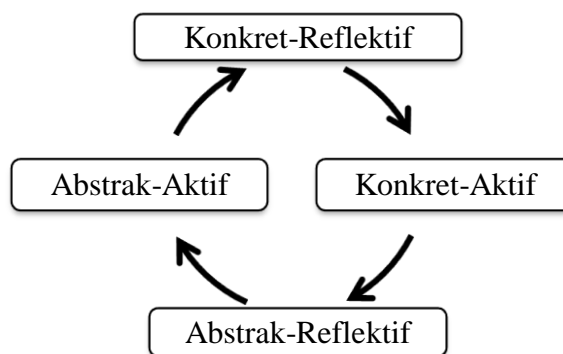 Konkret-Reflektif
Abstrak-Aktif
Konkret-Aktif
Abstrak-Reflektif